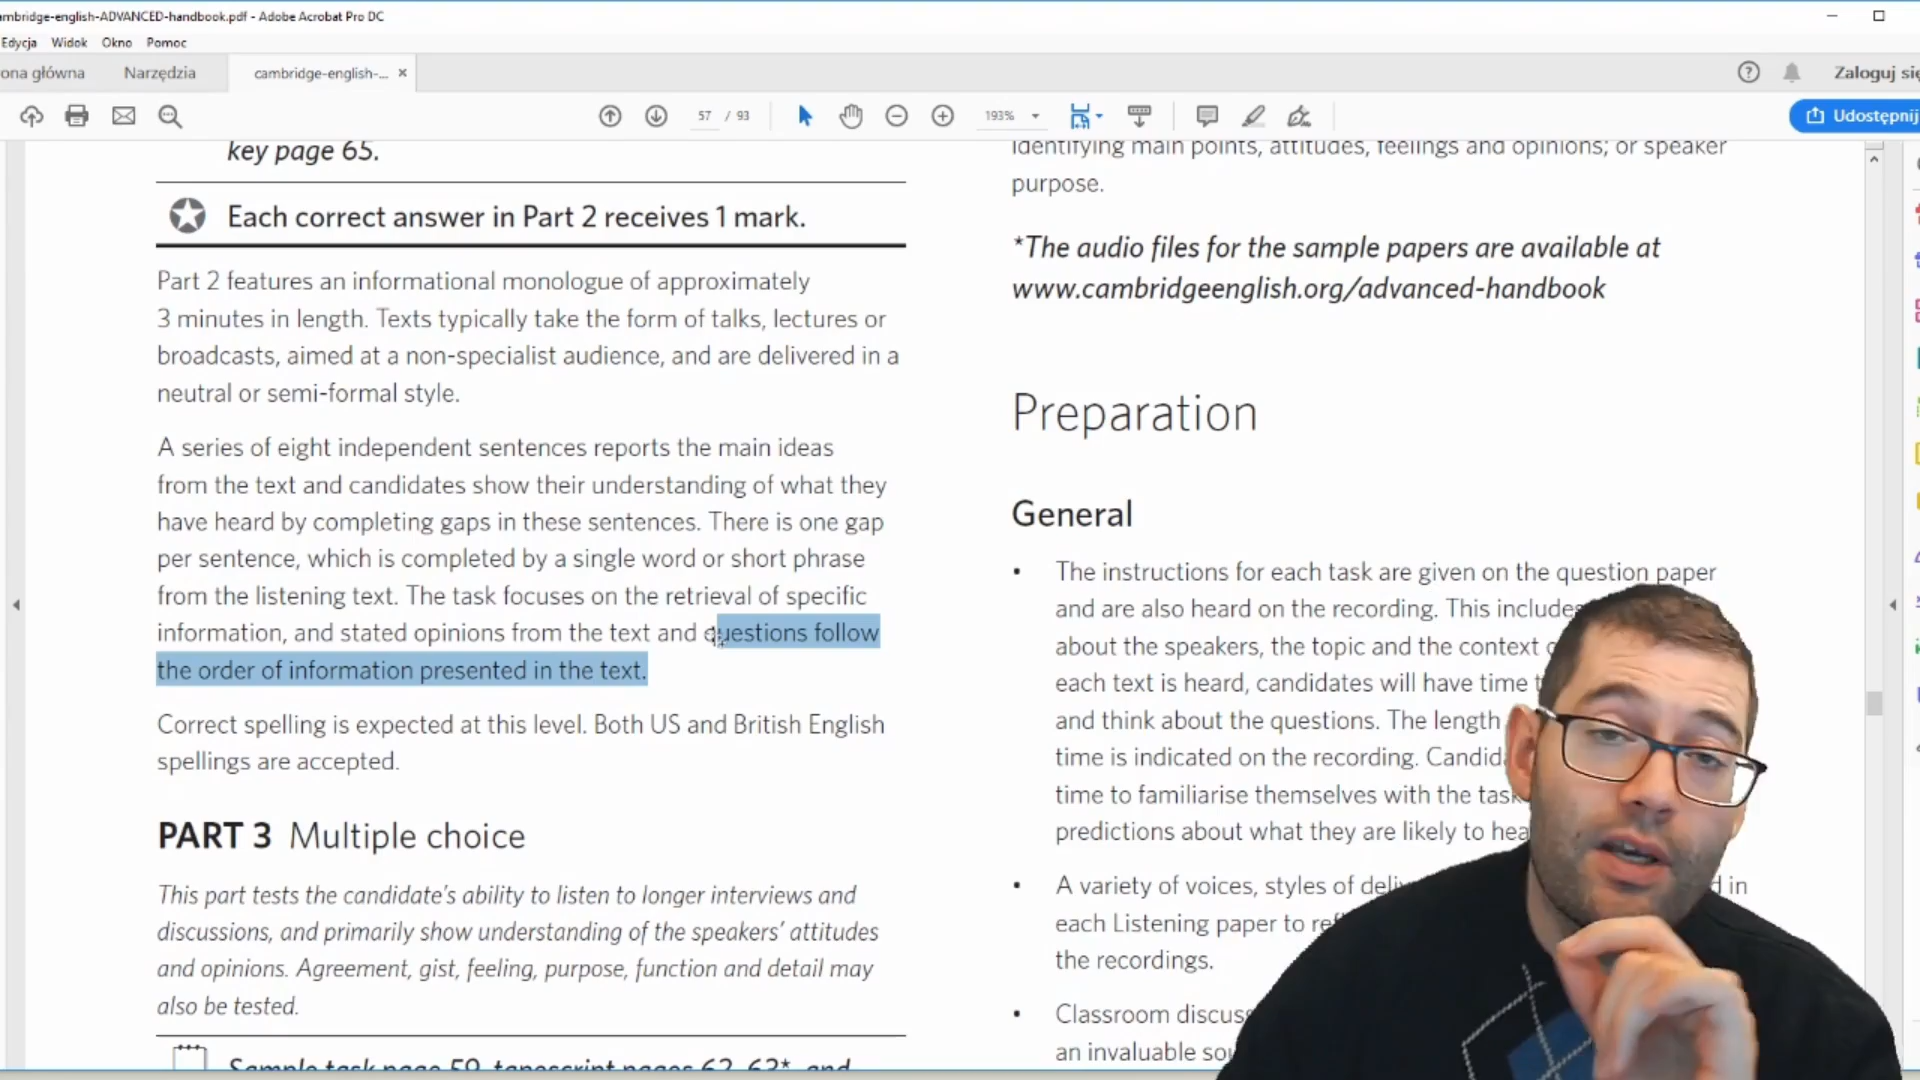 ambridge-english-ADVANCED-handbook.pdf - Adobe Acrobat Pro DC
Edycja Widok Okno Pomoc
ona główna Narzędzia cambridge-english-... × Zaloguj się
57 / 93 193% Udostępnij
key page 65.
Each correct answer in Part 2 receives 1 mark.
Part 2 features an informational monologue of approximately
3 minutes in length. Texts typically take the form of talks, lectures or
broadcasts, aimed at a non-specialist audience, and are delivered in a
neutral or semi-formal style.
A series of eight independent sentences reports the main ideas
from the text and candidates show their understanding of what they
have heard by completing gaps in these sentences. There is one gap
per sentence, which is completed by a single word or short phrase
from the listening text. The task focuses on the retrieval of specific
information, and stated opinions from the text and questions follow
the order of information presented in the text.
Correct spelling is expected at this level. Both US and British English
spellings are accepted.
PART 3 Multiple choice
This part tests the candidate's ability to listen to longer interviews and
discussions, and primarily show understanding of the speakers' attitudes
and opinions. Agreement, gist, feeling, purpose, function and detail may
also be tested.
Sample task page 59, tapescript pages 62, 63*, and
identifying main points, attitudes, feelings and opinions; or speaker
purpose.
*The audio files for the sample papers are available at
www.cambridgeenglish.org/advanced-handbook
Preparation
General
• The instructions for each task are given on the question paper
and are also heard on the recording. This includes
about the speakers, the topic and the context
each text is heard, candidates will have time
and think about the questions. The length
time is indicated on the recording.
time to familiarise themselves with the task
predictions about what they are likely to hea
• A variety of voices, styles of in
each Listening paper to
the recordings.
• Classroom
an invaluable